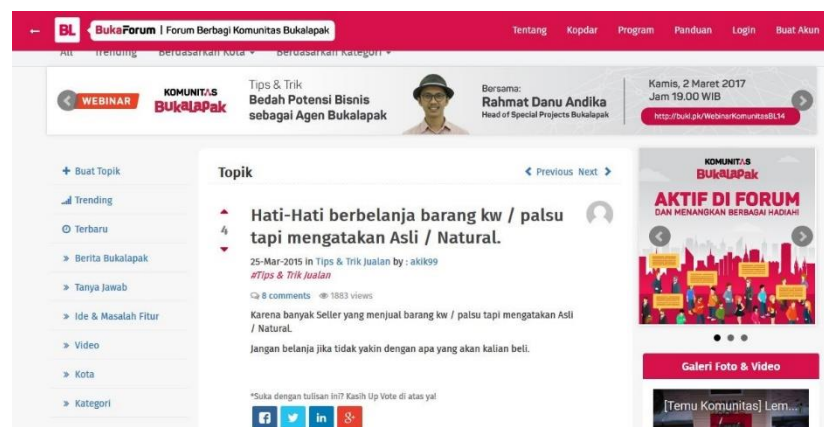 ← BL BukaForum | Forum Berbagi Komunitas Bukalapak Tentang Kopdar Program Panduan Login Buat Akun
All Trending Berdasarkan Kota Berdasarkan Kategori
WEBINAR
KOMUNITAS
BukaLaPak
Tips & Trik
Bedah Potensi Bisnis
sebagai Agen Bukalapak
Bersama:
Rahmat Danu Andika
Head of Special Projects Bukalapak
Kamis, 2 Maret 2017
Jam 19.00 WIB
http://bukl.pk/WebinarKomunitasBL14
+ Buat Topik
Trending
Terbaru
» Berita Bukalapak
» Tanya Jawab
» Ide & Masalah Fitur
» Video
» Kota
» Kategori
Topik
Previous Next
4
Hati-Hati berbelanja barang kw / palsu
tapi mengatakan Asli / Natural.
25-Mar-2015 in Tips & Trik Jualan by : akik99
#Tips & Trik Jualan
8 comments 1883 views
Karena banyak Seller yang menjual barang kw / palsu tapi mengatakan Asli
/ Natural.
Jangan belanja jika tidak yakin dengan apa yang akan kalian beli.
*Suka dengan tulisan ini? Kasih Up Vote di atas ya!
f in g+
KOMUNITAS
BukaLaPak
AKTIF DI FORUM
DAN MENANGKAN BERBAGAI HADIAH!
Galeri Foto & Video
[Temu Komunitas] Lem...